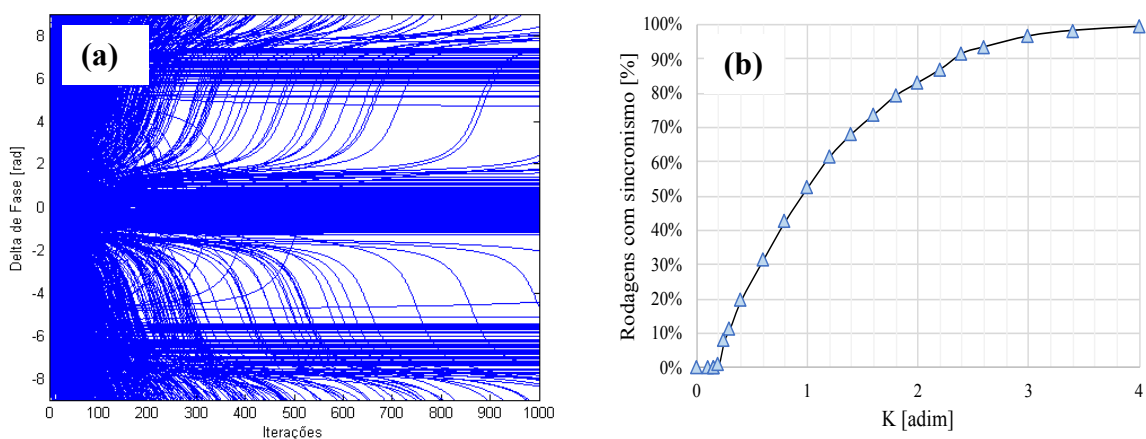 (a)
Delta de Fase [rad]
8
6
4
2
0
-2
-4
-6
-8
0 100 200 300 400 500 600 700 800 900 1000
Iterações
(b)
Rodagens com sincronismo [%]
100%
90%
80%
70%
60%
50%
40%
30%
20%
10%
0%
0 1 2 3 4
K [adim]